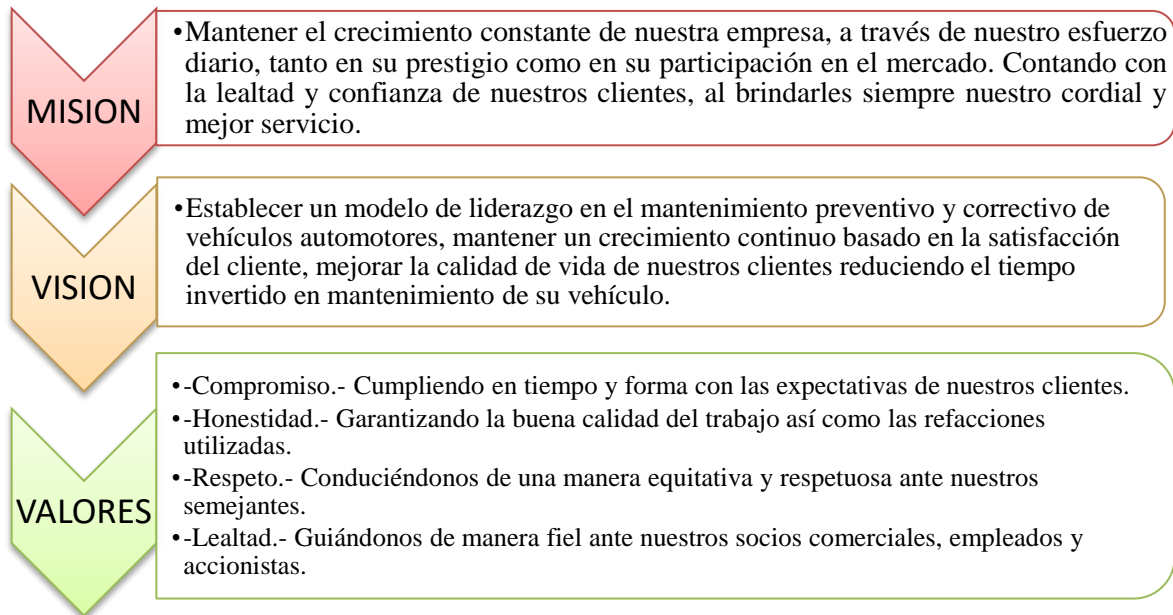 MISION
•Mantener el crecimiento constante de nuestra empresa, a través de nuestro esfuerzo
diario, tanto en su prestigio como en su participación en el mercado. Contando con
la lealtad y confianza de nuestros clientes, al brindarles siempre nuestro cordial y
mejor servicio.
VISION
•Establecer un modelo de liderazgo en el mantenimiento preventivo y correctivo de
vehículos automotores, mantener un crecimiento continuo basado en la satisfacción
del cliente, mejorar la calidad de vida de nuestros clientes reduciendo el tiempo
invertido en mantenimiento de su vehículo.
VALORES
•-Compromiso.- Cumpliendo en tiempo y forma con las expectativas de nuestros clientes.
•-Honestidad.- Garantizando la buena calidad del trabajo así como las refacciones
utilizadas.
•-Respeto.- Conduciéndonos de una manera equitativa y respetuosa ante nuestros
semejantes.
•-Lealtad.- Guiándonos de manera fiel ante nuestros socios comerciales, empleados y
accionistas.